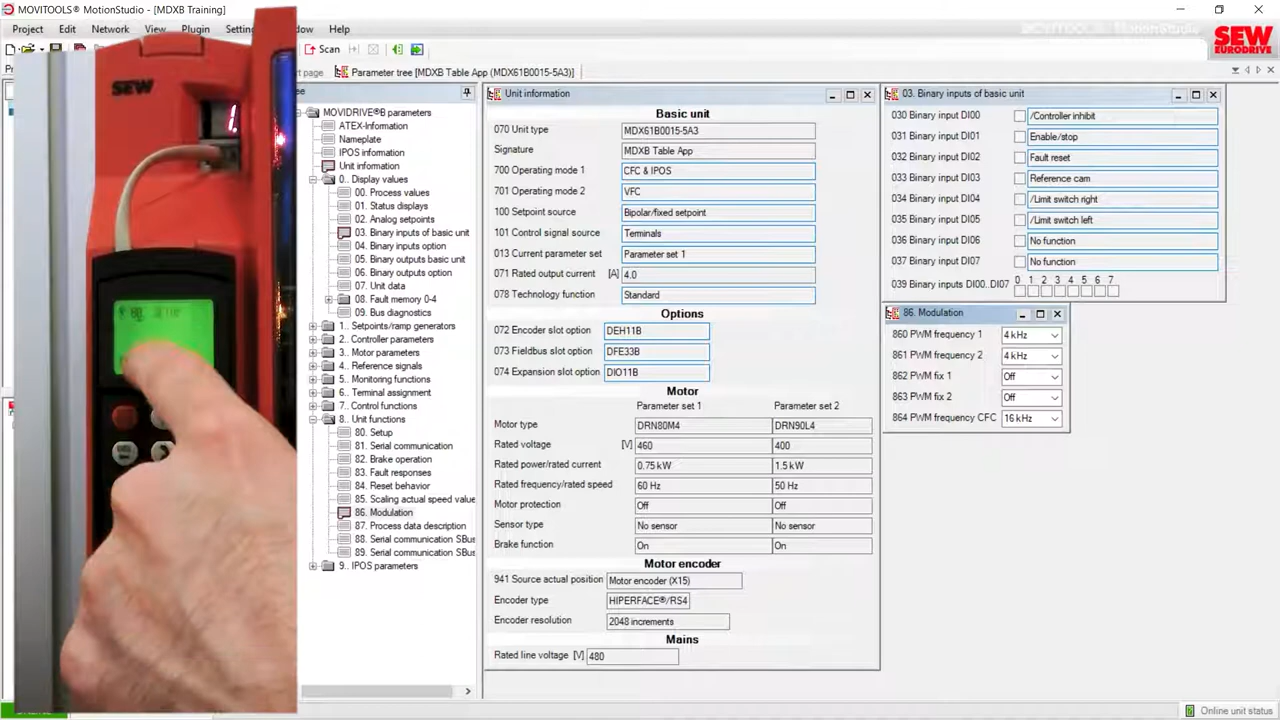 MOVITOOLS® MotionStudio - [MDXB Training]
Project Edit Network View Plugin Settin dow Help
Scan
t page
Parameter tree [MDXB Table App (MDX61B0015-5A3)]
MOVITOOLS® MotionStudio
SEW
EURODRIVE
SEW
1.
ee
MOVIDRIVE®B parameters
ATEX-Information
Nameplate
IPOS information
Unit information
0.. Display values
00. Process values
01. Status displays
02. Analog setpoints
03. Binary inputs of basic unit
04. Binary inputs option
05. Binary outputs basic unit
06. Binary outputs option
07. Unit data
08. Fault memory 0-4
09. Bus diagnostics
1.. Setpoints/ramp generators
2.. Controller parameters
3.. Motor parameters
4.. Reference signals
5.. Monitoring functions
6.. Terminal assignment
7.. Control functions
8.. Unit functions
80. Setup
81. Serial communication
82. Brake operation
83. Fault responses
84. Reset behavior
85. Scaling actual speed value
86. Modulation
87. Process data description
88. Serial communication SBus
89. Serial communication SBus
9.. IPOS parameters
Unit information
Basic unit
070 Unit type MDX61B0015-5A3
Signature MDXB Table App
700 Operating mode 1 CFC & IPOS
701 Operating mode 2 VFC
100 Setpoint source Bipolar/fixed setpoint
101 Control signal source Terminals
013 Current parameter set Parameter set 1
071 Rated output current [A] 4.0
078 Technology function Standard
Options
072 Encoder slot option DEH11B
073 Fieldbus slot option DFE33B
074 Expansion slot option DIO11B
Motor
Parameter set 1 Parameter set 2
Motor type DRN80M4 DRN90L4
Rated voltage [V] 460 400
Rated power/rated current 0.75 kW 1.5 kW
Rated frequency/rated speed 60 Hz 50 Hz
Motor protection Off Off
Sensor type No sensor No sensor
Brake function On On
Motor encoder
941 Source actual position Motor encoder (X15)
Encoder type HIPERFACE®/RS4
Encoder resolution 2048 increments
Mains
Rated line voltage [V] 480
03. Binary inputs of basic unit
030 Binary input DI00 /Controller inhibit
031 Binary input DI01 Enable/stop
032 Binary input DI02 Fault reset
033 Binary input DI03 Reference cam
034 Binary input DI04 /Limit switch right
035 Binary input DI05 /Limit switch left
036 Binary input DI06 No function
037 Binary input DI07 No function
039 Binary inputs DI00..DI07 0 1 2 3 4 5 6 7
86. Modulation
860 PWM frequency 1 4 kHz
861 PWM frequency 2 4 kHz
862 PWM fix 1 Off
863 PWM fix 2 Off
864 PWM frequency CFC 16 kHz
Online unit status